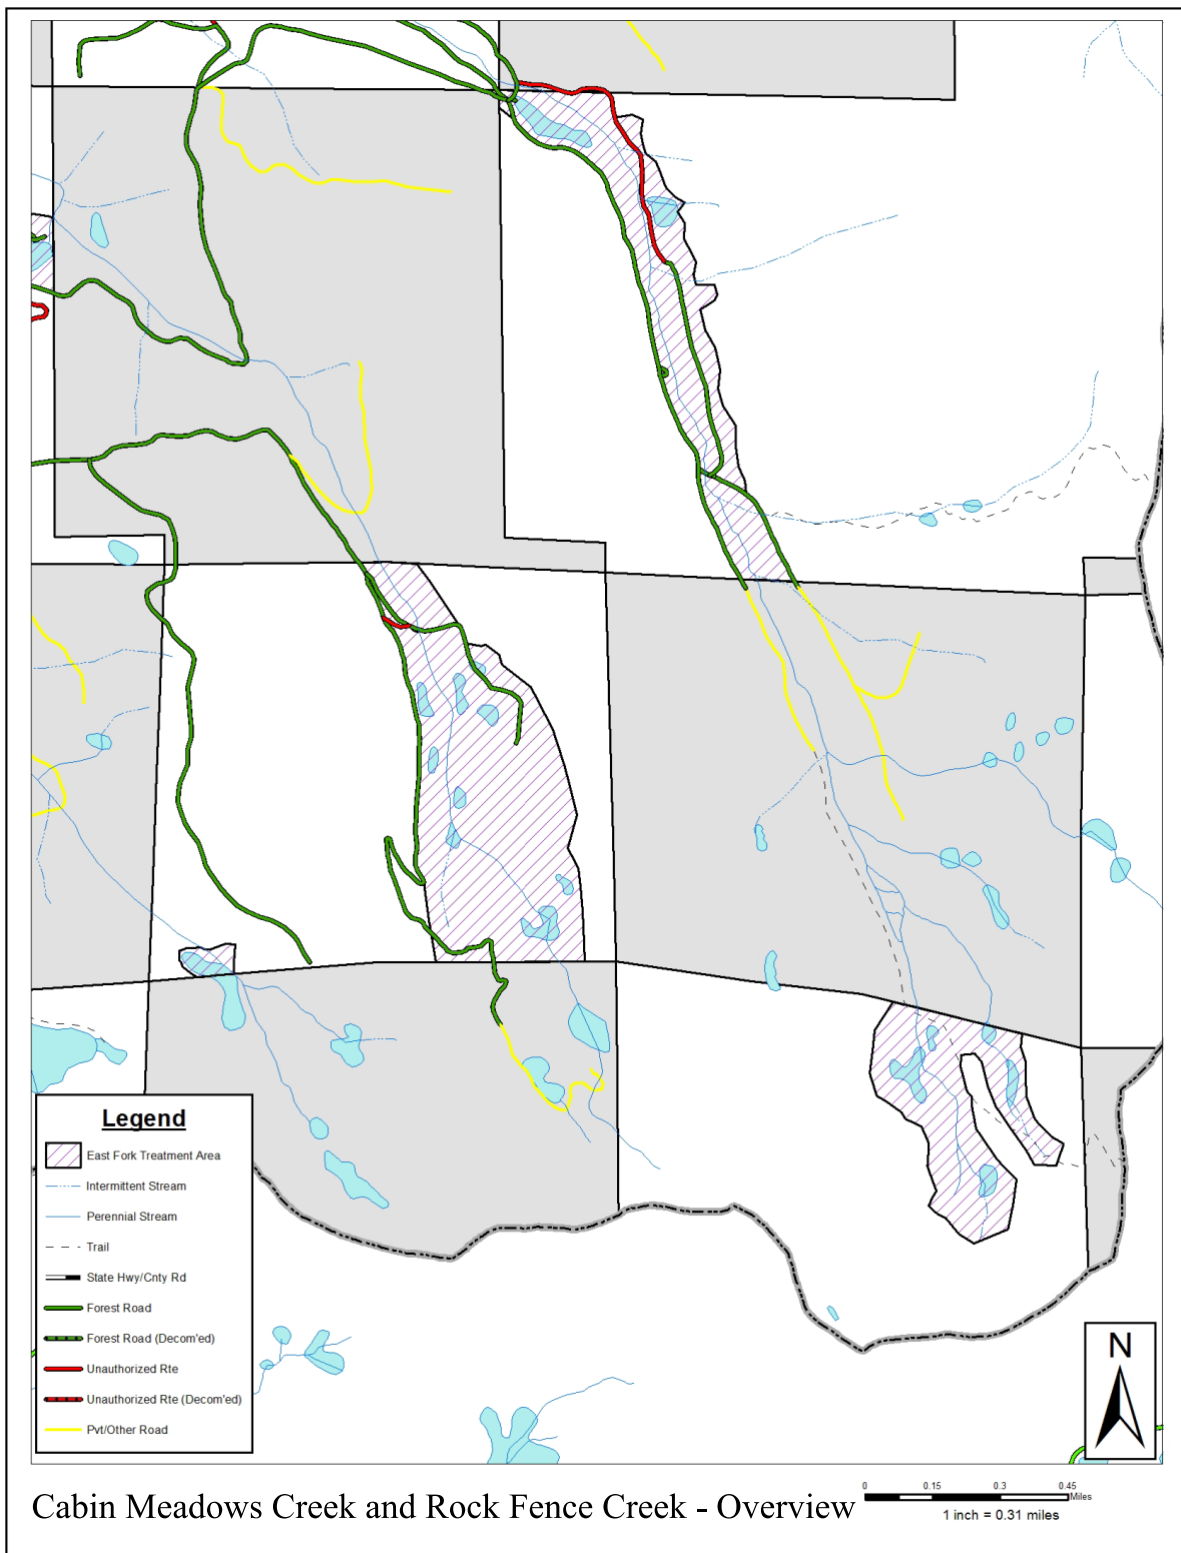 Legend
East Fork Treatment Area
Intermittent Stream
Perennial Stream
Trail
State Hwy/Cnty Rd
Forest Road
Forest Road (Decom'ed)
Unauthorized Rte
Unauthorized Rte (Decom'ed)
Pvt/Other Road
N
Cabin Meadows Creek and Rock Fence Creek - Overview
0 0.15 0.3 0.45
Miles
1 inch = 0.31 miles